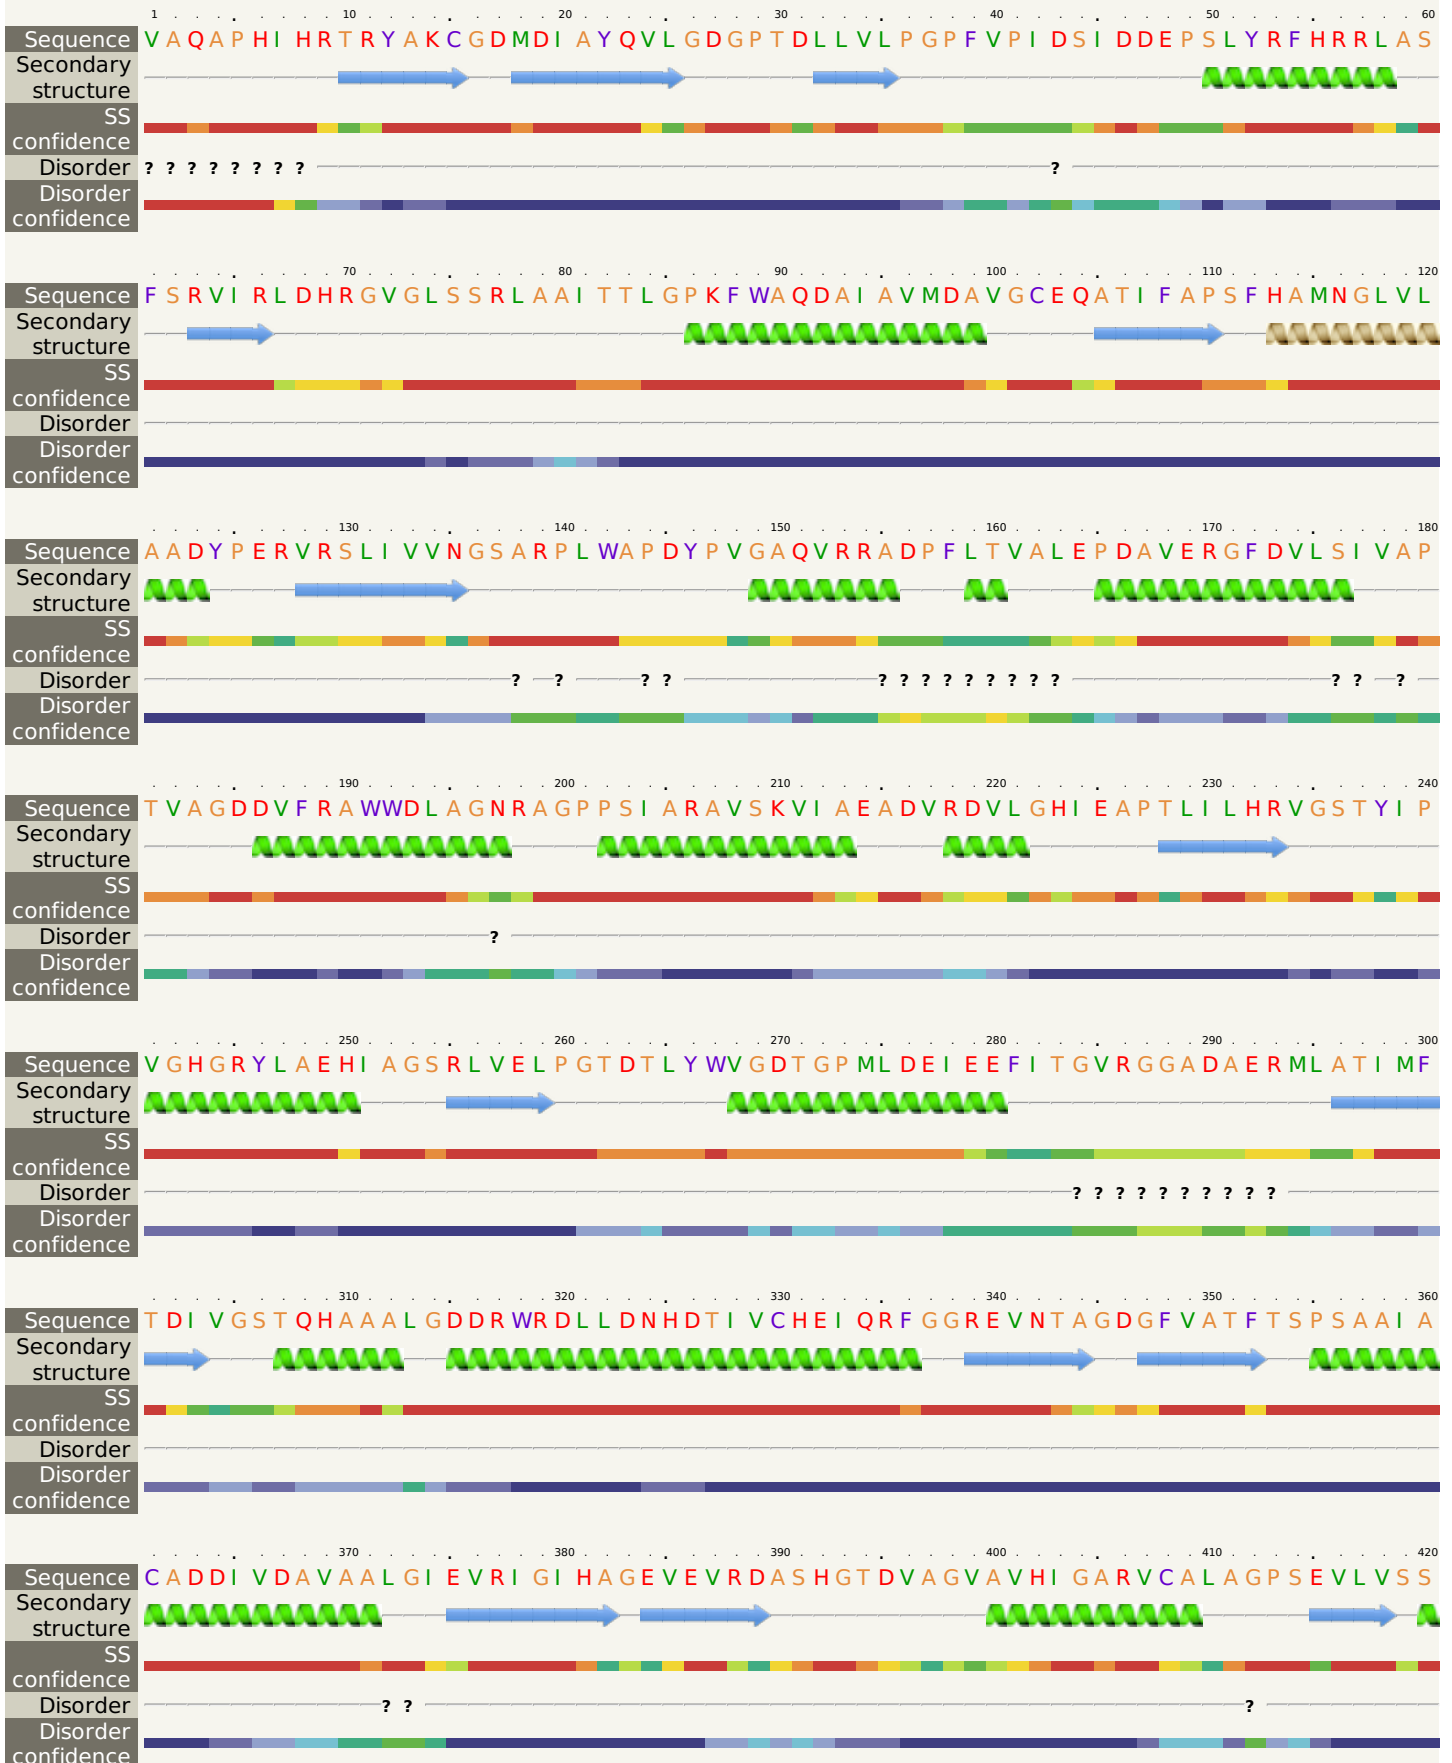 1 . . . . . . . . 10 . . . . . . . . . 20 . . . . . . . . . 30 . . . . . . . . . 40 . . . . . . . . . 50 . . . . . . . . . 60
Sequence VAQAPHIHRTRYAKCGDMDIAYQVLGDGPTDLLVLPGPFVPIDSIDDEPSLYRFHRRLAS
Secondary
structure
SS
confidence
Disorder ? ? ? ? ? ? ? ? ?
Disorder
confidence
. . . . . . . . . 70 . . . . . . . . . 80 . . . . . . . . . 90 . . . . . . . . . 100 . . . . . . . . . 110 . . . . . . . . . 120
Sequence FSRVIRLDHRGVGLSSRLAAITTLGPKFWAQDAIAVMDAVGCEQATIFAPSFHAMNGLVL
Secondary
structure
SS
confidence
Disorder
Disorder
confidence
. . . . . . . . . 130 . . . . . . . . . 140 . . . . . . . . . 150 . . . . . . . . . 160 . . . . . . . . . 170 . . . . . . . . . 180
Sequence AADYPERVRSLIVVNGSARPLWAPDYPVGAQVRRADPFLTVALEPDAVERGFDVLSIVAP
Secondary
structure
SS
confidence
Disorder ? ? ? ? ? ? ? ? ? ? ? ? ? ? ? ?
Disorder
confidence
. . . . . . . . . 190 . . . . . . . . . 200 . . . . . . . . . 210 . . . . . . . . . 220 . . . . . . . . . 230 . . . . . . . . . 240
Sequence TVAGDDVFRAWWDLAGNRAGPPSIARAVSKVIAEADVRDVLGHIEAPTLILHRVGSTYIP
Secondary
structure
SS
confidence
Disorder ?
Disorder
confidence
. . . . . . . . . 250 . . . . . . . . . 260 . . . . . . . . . 270 . . . . . . . . . 280 . . . . . . . . . 290 . . . . . . . . . 300
Sequence VGHGRYLAEHIAGSRLVELPGTDTLYWVGDTGPMLDEIEEFITGVRGGADAERMLATIMF
Secondary
structure
SS
confidence
Disorder ? ? ? ? ? ? ? ? ? ?
Disorder
confidence
. . . . . . . . . 310 . . . . . . . . . 320 . . . . . . . . . 330 . . . . . . . . . 340 . . . . . . . . . 350 . . . . . . . . . 360
Sequence TDIVGSTQHAAALGDDRWRDLLDNHDTIVCHEIQRFGGREVNTAGDGFVATFTSPSAAIA
Secondary
structure
SS
confidence
Disorder
Disorder
confidence
. . . . . . . . . 370 . . . . . . . . . 380 . . . . . . . . . 390 . . . . . . . . . 400 . . . . . . . . . 410 . . . . . . . . . 420
Sequence CADDIVDAVAALGIEVRIGIHAGEVEVRDASHGTDVAGVAVHIGARVCALAGPSEVLVSS
Secondary
structure
SS
confidence
Disorder ? ? ?
Disorder
confidence